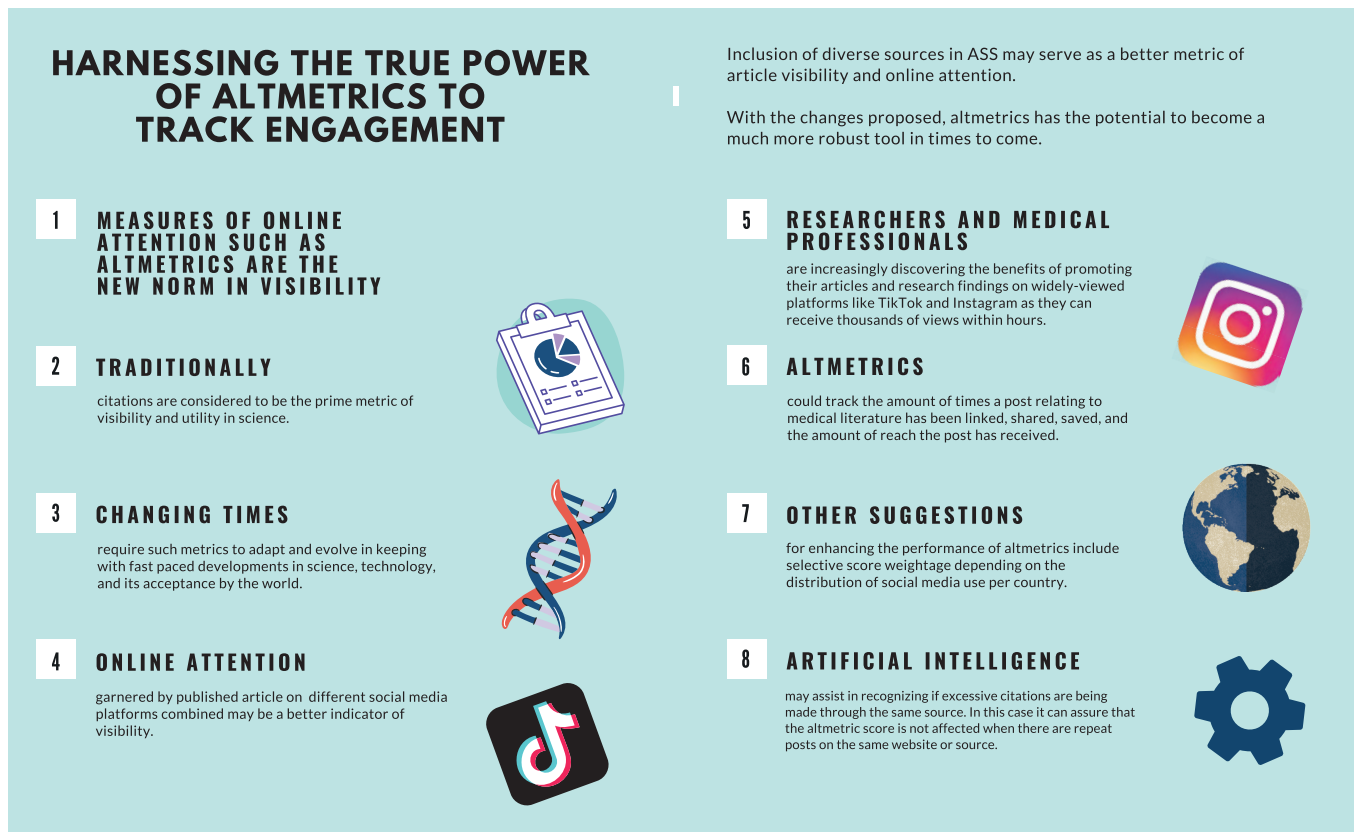 HARNESSING THE TRUE POWER
OF ALTMETRICS TO
TRACK ENGAGEMENT
1
MEASURES OF ONLINE
ATTENTION SUCH AS
ALTMETRICS ARE THE
NEW NORM IN VISIBILITY
2
TRADITIONALLY
citations are considered to be the prime metric of
visibility and utility in science.
3
CHANGING TIMES
require such metrics to adapt and evolve in keeping
with fast paced developments in science, technology,
and its acceptance by the world.
4
ONLINE ATTENTION
garnered by published article on  different social media
platforms combined may be a better indicator of
visibility.
Inclusion of diverse sources in ASS may serve as a better metric of
article visibility and online attention.
With the changes proposed, altmetrics has the potential to become a
much more robust tool in times to come.
5
RESEARCHERS AND MEDICAL
PROFESSIONALS
are increasingly discovering the benefits of promoting
their articles and research findings on widely-viewed
platforms like TikTok and Instagram as they can
receive thousands of views within hours.
6
ALTMETRICS
could track the amount of times a post relating to
medical literature has been linked, shared, saved, and
the amount of reach the post has received.
7
OTHER SUGGESTIONS
for enhancing the performance of altmetrics include
selective score weightage depending on the
distribution of social media use per country.
8
ARTIFICIAL INTELLIGENCE
may assist in recognizing if excessive citations are being
made through the same source. In this case it can assure that
the altmetric score is not affected when there are repeat
posts on the same website or source.